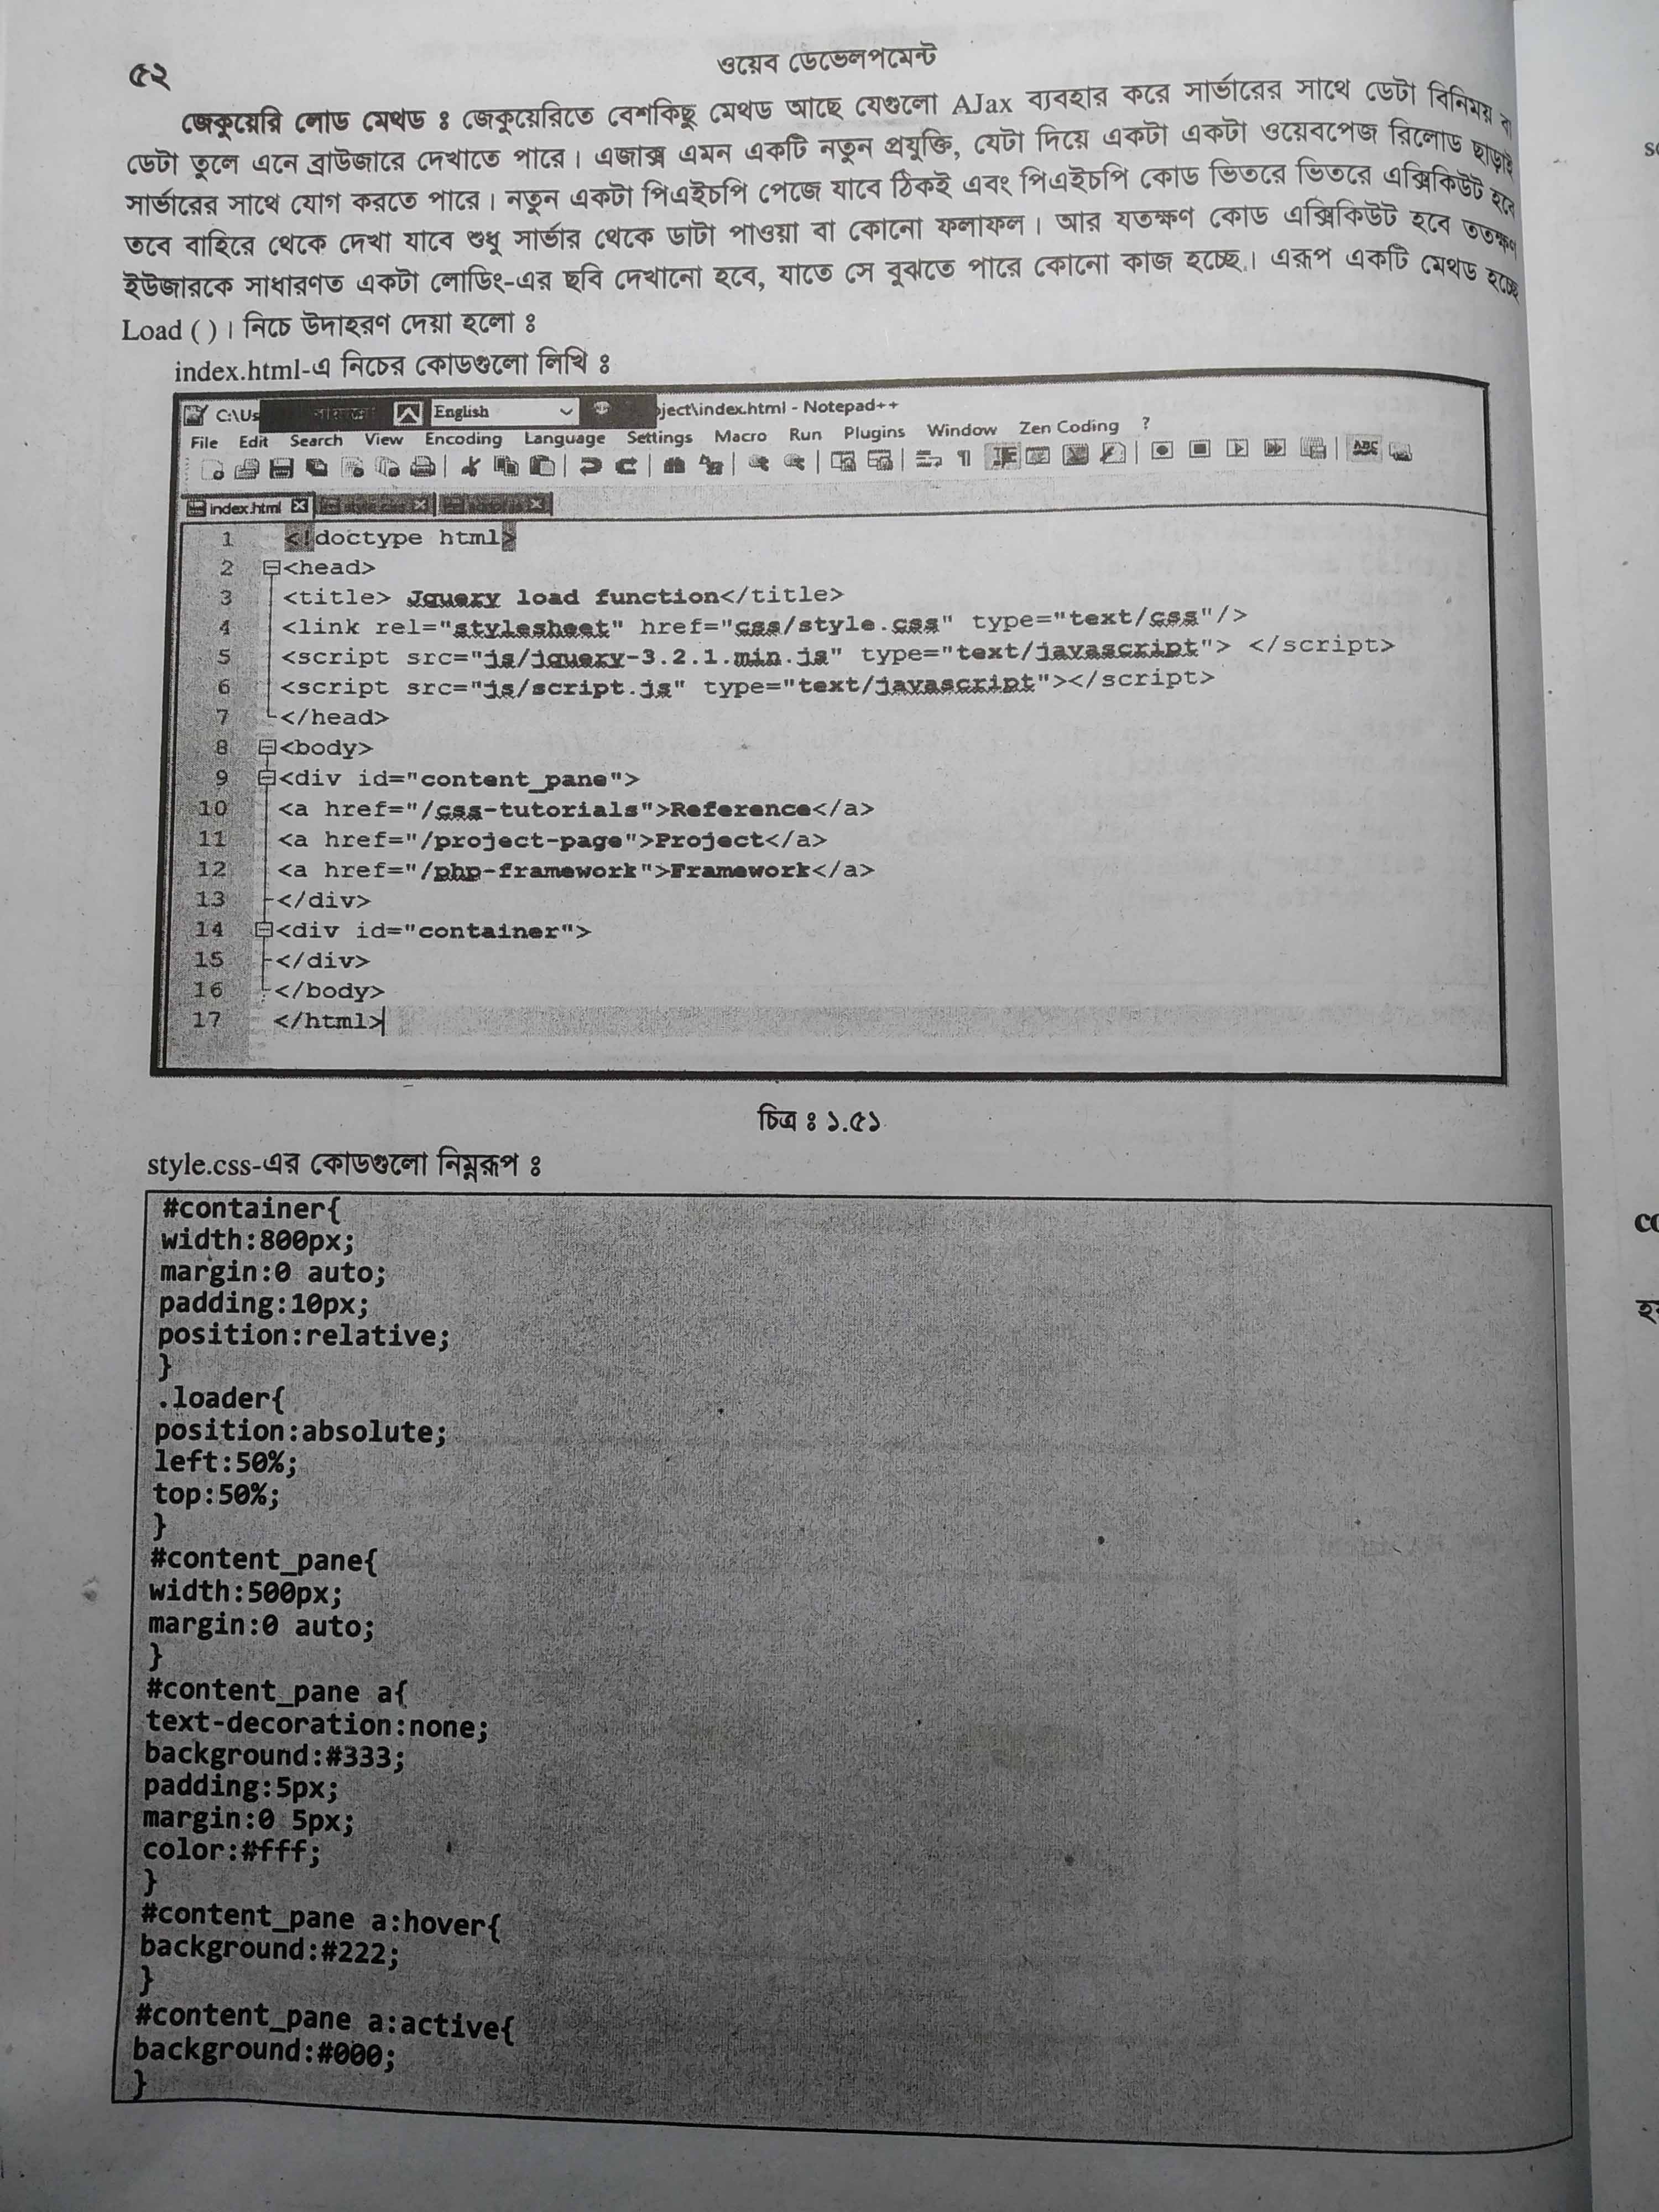 ৫২
ওয়েব ডেভেলপমেন্ট
জেকুয়েরি লোড মেথড ঃ জেকুয়েরিতে বেশকিছু মেথড আছে যেগুলো AJax ব্যবহার করে সার্ভারের সাথে ডেটা বিনিময় বা
ডেটা তুলে এনে ব্রাউজারে দেখাতে পারে। এজাক্স এমন একটি নতুন প্রযুক্তি, যেটা দিয়ে একটা একটা ওয়েবপেজ রিলোড ছাড়াই
সার্ভারের সাথে যোগ করতে পারে। নতুন একটা পিএইচপি পেজে যাবে ঠিকই এবং পিএইচপি কোড ভিতরে ভিতরে এক্সিকিউট হবে
তবে বাহিরে থেকে দেখা যাবে শুধু সার্ভার থেকে ডাটা পাওয়া বা কোনো ফলাফল। আর যতক্ষণ কোড এক্সিকিউট হবে ততক্ষণ
ইউজারকে সাধারণত একটা লোডিং-এর ছবি দেখানো হবে, যাতে সে বুঝতে পারে কোনো কাজ হচ্ছে। এরূপ একটি মেথড হচ্ছে
Load ( )। নিচে উদাহরণ দেয়া হলো ঃ
index.html-এ নিচের কোডগুলো লিখি ঃ
C:\Us English ject\index.html - Notepad++
File Edit Search View Encoding Language Settings Macro Run Plugins Window Zen Coding ?
ABC
index.html
1 <!doctype html>
2 <head>
3 <title> Jquery load function</title>
4 <link rel="stylesheet" href="css/style.css" type="text/css"/>
5 <script src="js/jquery-3.2.1.min.js" type="text/javascript"> </script>
6 <script src="js/script.js" type="text/javascript"></script>
7 </head>
8 <body>
9 <div id="content_pane">
10 <a href="/css-tutorials">Reference</a>
11 <a href="/project-page">Project</a>
12 <a href="/php-framework">Framework</a>
13 </div>
14 <div id="container">
15 </div>
16 </body>
17 </html>
চিত্র ঃ ১.৫১
style.css-এর কোডগুলো নিম্নরূপ ঃ
#container{
width:800px;
margin:0 auto;
padding:10px;
position:relative;
}
.loader{
position:absolute;
left:50%;
top:50%;
}
#content_pane{
width:500px;
margin:0 auto;
}
#content_pane a{
text-decoration:none;
background:#333;
padding:5px;
margin:0 5px;
color:#fff;
}
#content_pane a:hover{
background:#222;
}
#content_pane a:active{
background:#000;
}